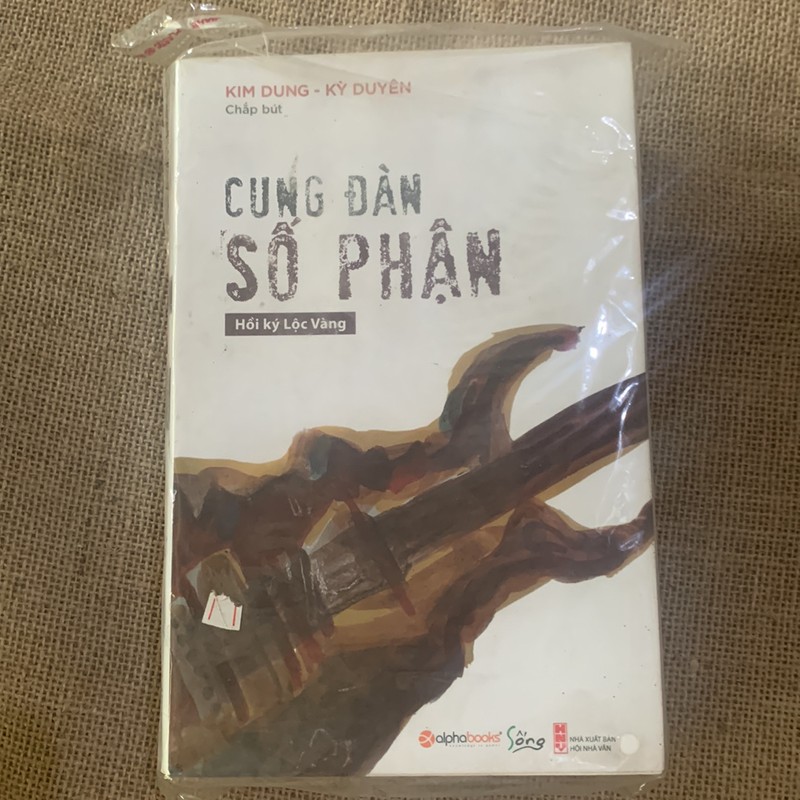 KIM DUNG - KỲ DUYÊN
Chấp bút
CUNG ĐÀN
SỐ PHẬN
Hồi ký Lộc Vàng
alphabooks
Sống
NHÀ XUẤT BẢN
HỘI NHÀ VĂN